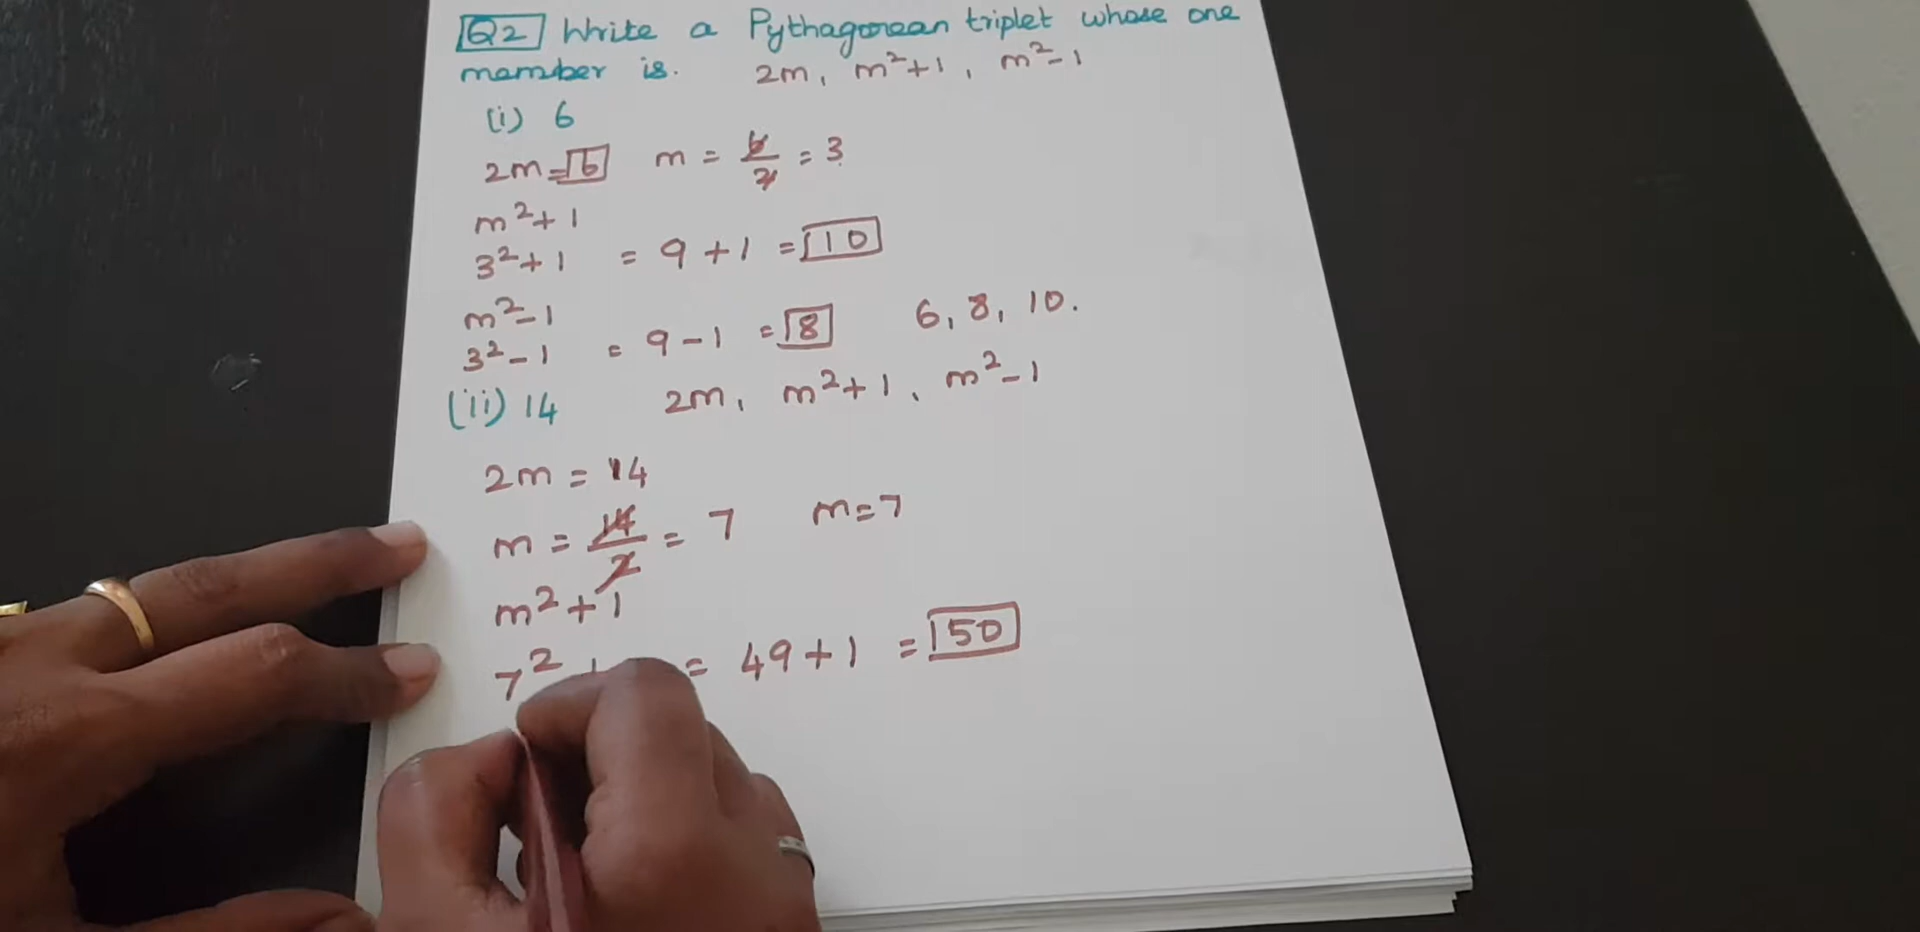 Q2 Write a Pythagorean triplet whose one
member is. 2m, m²+1, m²-1
(i) 6
2m=6 m = 6/2 = 3
m²+1
3²+1 = 9+1 = 10
m²-1
3²-1 = 9-1 = 8 6, 8, 10.
(ii) 14 2m, m²+1, m²-1
2m = 14
m = 14/2 = 7 m=7
m²+1
7² = 49+1 = 50